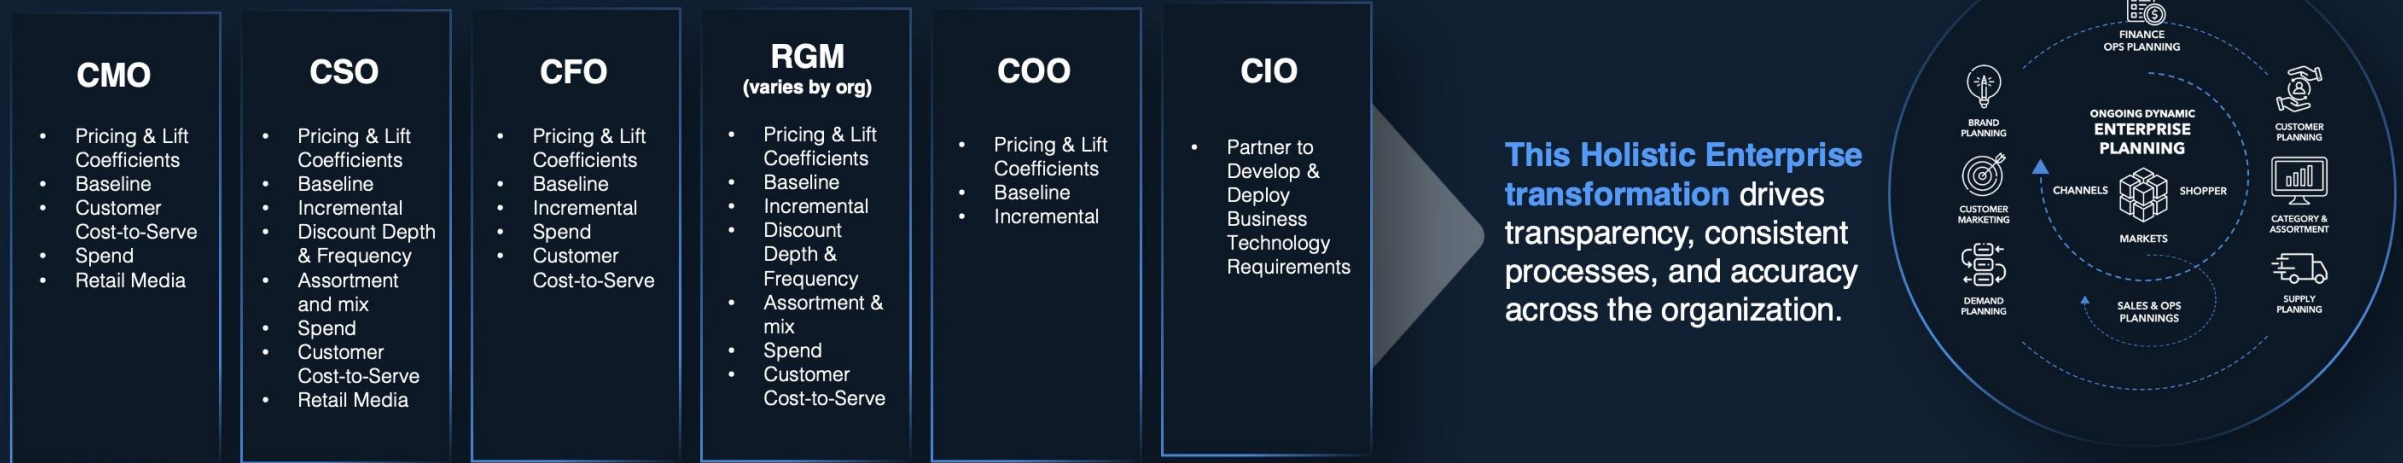 CMO
• Pricing & Lift
Coefficients
• Baseline
• Customer
Cost-to-Serve
• Spend
• Retail Media
CSO
• Pricing & Lift
Coefficients
• Baseline
• Incremental
• Discount Depth
& Frequency
• Assortment
and mix
• Spend
• Customer
Cost-to-Serve
• Retail Media
CFO
• Pricing & Lift
Coefficients
• Baseline
• Incremental
• Spend
• Customer
Cost-to-Serve
RGM
(varies by org)
• Pricing & Lift
Coefficients
• Baseline
• Incremental
• Discount
Depth &
Frequency
• Assortment &
mix
• Spend
• Customer
Cost-to-Serve
COO
• Pricing & Lift
Coefficients
• Baseline
• Incremental
CIO
• Partner to
Develop &
Deploy
Business
Technology
Requirements
This Holistic Enterprise
transformation drives
transparency, consistent
processes, and accuracy
across the organization.
FINANCE
OPS PLANNING
BRAND
PLANNING
CUSTOMER
MARKETING
DEMAND
PLANNING
ONGOING DYNAMIC
ENTERPRISE
PLANNING
CHANNELS
SHOPPER
MARKETS
SALES & OPS
PLANNINGS
CUSTOMER
PLANNING
CATEGORY &
ASSORTMENT
SUPPLY
PLANNING